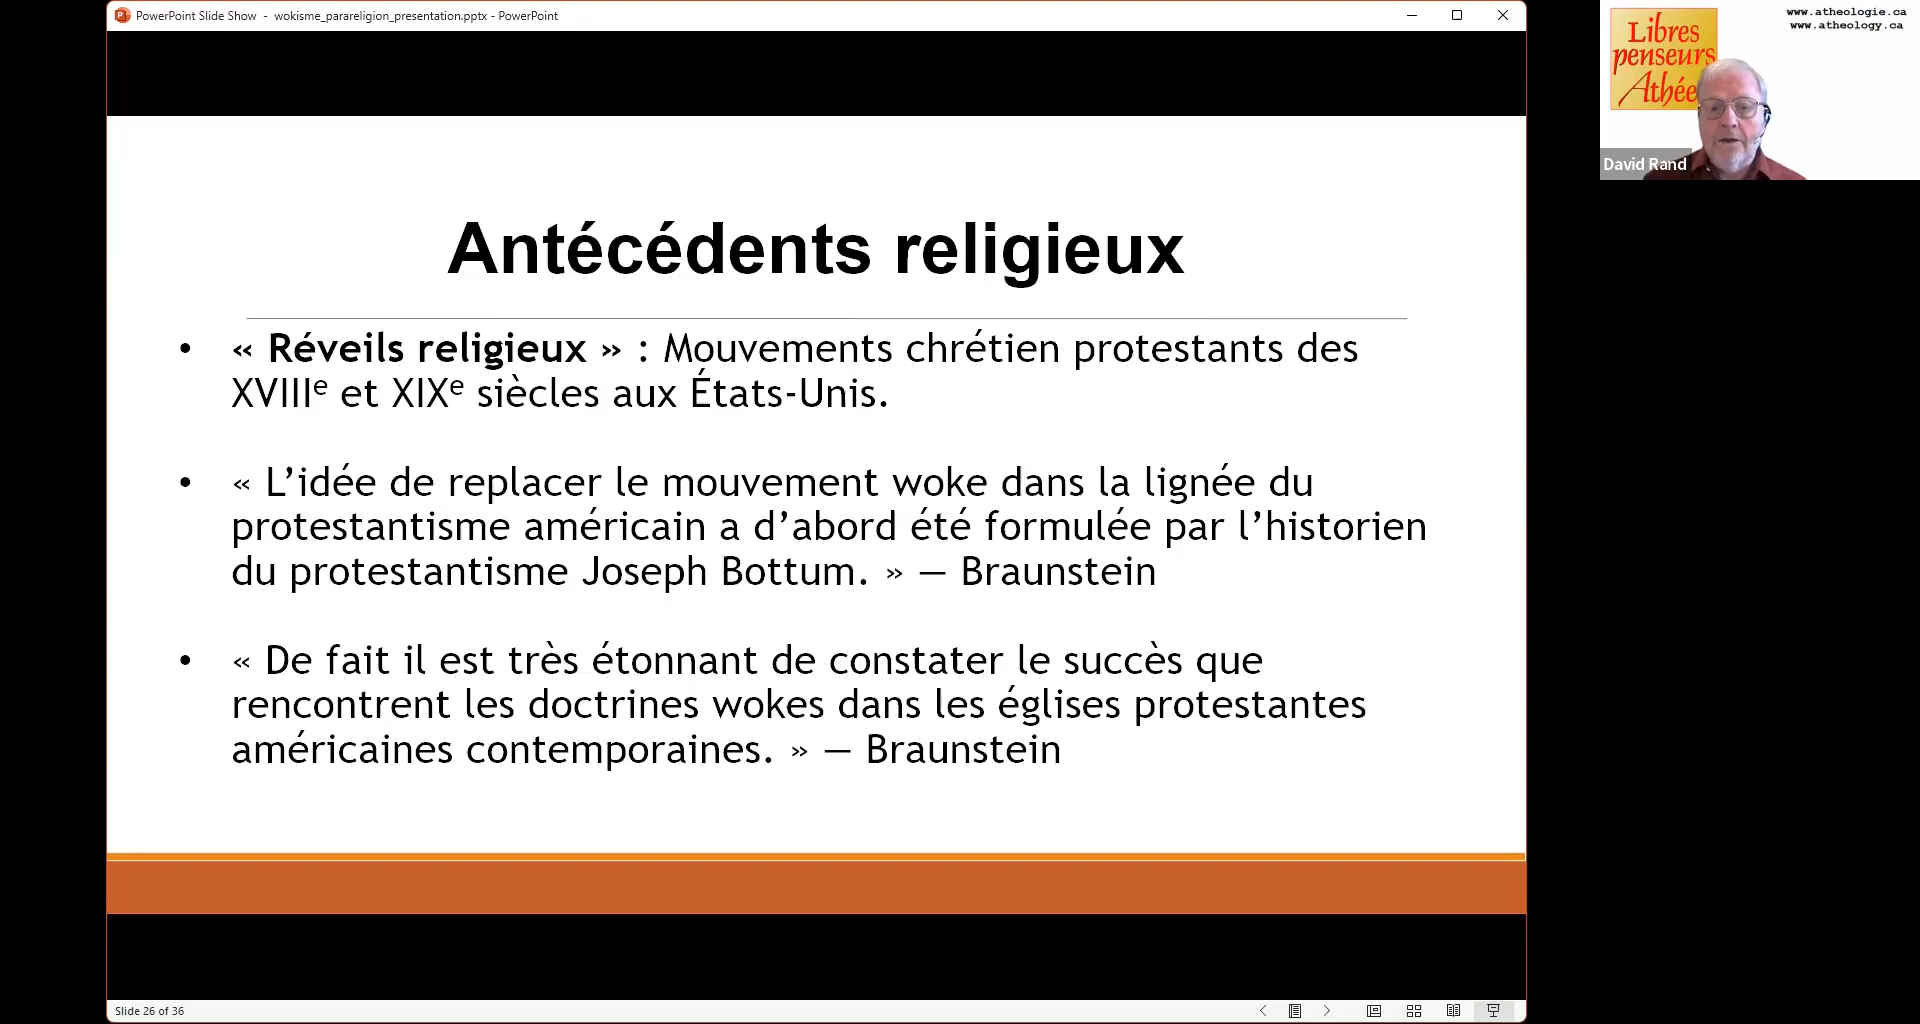 PowerPoint Slide Show - wokisme_parareligion_presentation.pptx - PowerPoint
Libres
penseurs
Athée
www.atheologie.ca
www.atheology.ca
David Rand
Antécédents religieux
• « Réveils religieux » : Mouvements chrétien protestants des
XVIIIe et XIXe siècles aux États-Unis.
• « L’idée de replacer le mouvement woke dans la lignée du
protestantisme américain a d’abord été formulée par l’historien
du protestantisme Joseph Bottum. » — Braunstein
• « De fait il est très étonnant de constater le succès que
rencontrent les doctrines wokes dans les églises protestantes
américaines contemporaines. » — Braunstein
Slide 26 of 36